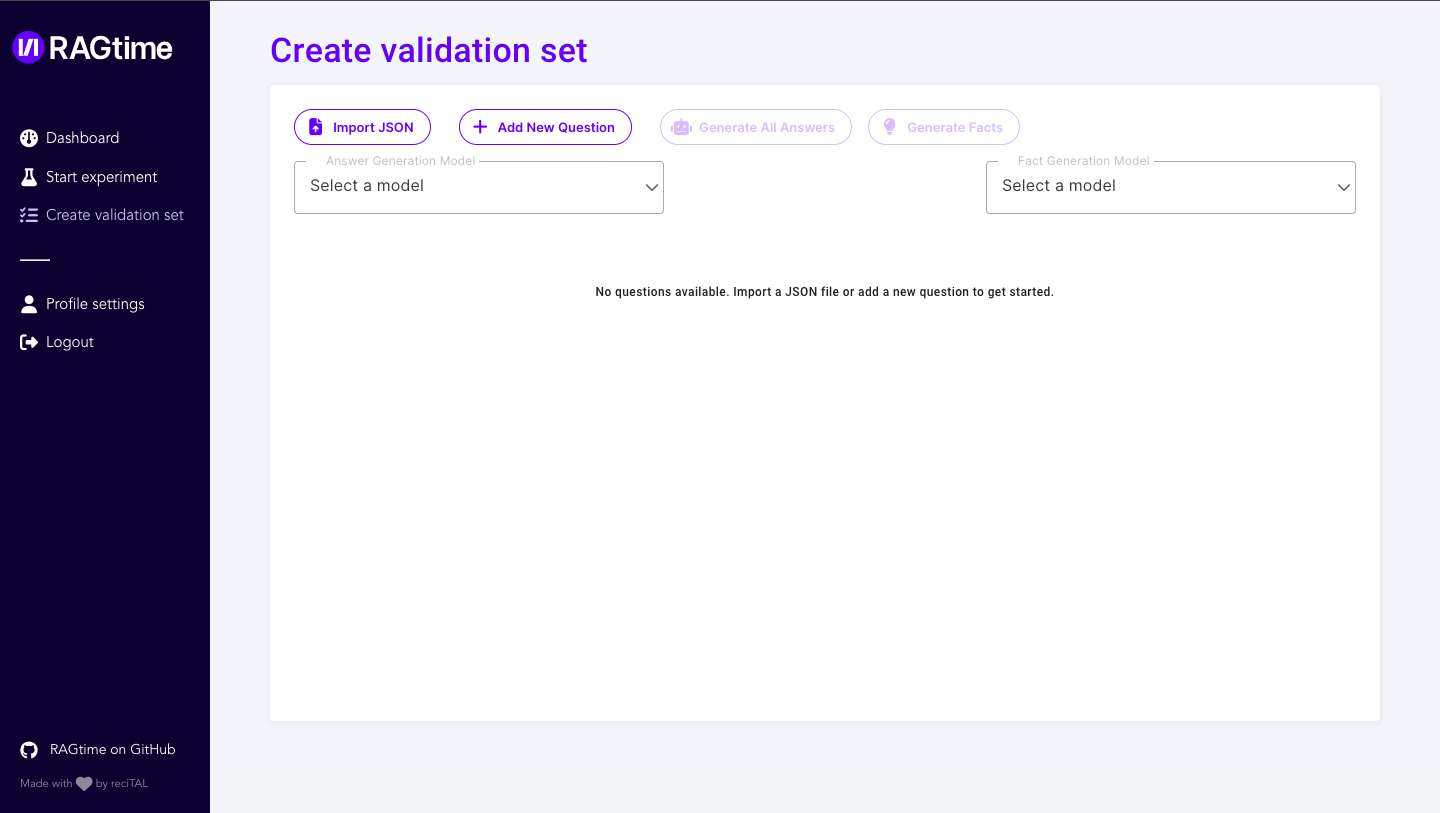 RAGtime
Dashboard
Start experiment
Create validation set
Profile settings
Logout
RAGtime on GitHub
Made with by reciTAL
Create validation set
Import JSON
Add New Question
Generate All Answers
Generate Facts
Answer Generation Model
Select a model
Fact Generation Model
Select a model
No questions available. Import a JSON file or add a new question to get started.